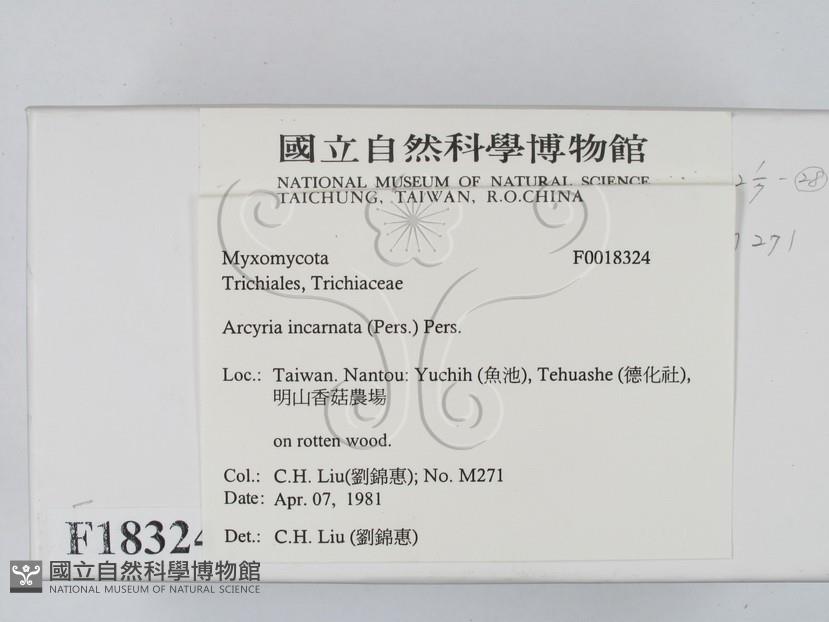 國立自然科學博物館
NATIONAL MUSEUM OF NATURAL SCIENCE
TAICHUNG, TAIWAN, R.O.CHINA
Myxomycota F0018324
Trichiales, Trichiaceae
Arcyria incarnata (Pers.) Pers.
Loc.: Taiwan. Nantou: Yuchih (魚池), Tehuashe (德化社),
明山香菇農場
on rotten wood.
Col.: C.H. Liu(劉錦惠); No. M271
Date: Apr. 07, 1981
Det.: C.H. Liu (劉錦惠)
28
271
F18324
國立自然科學博物館
NATIONAL MUSEUM OF NATURAL SCIENCE